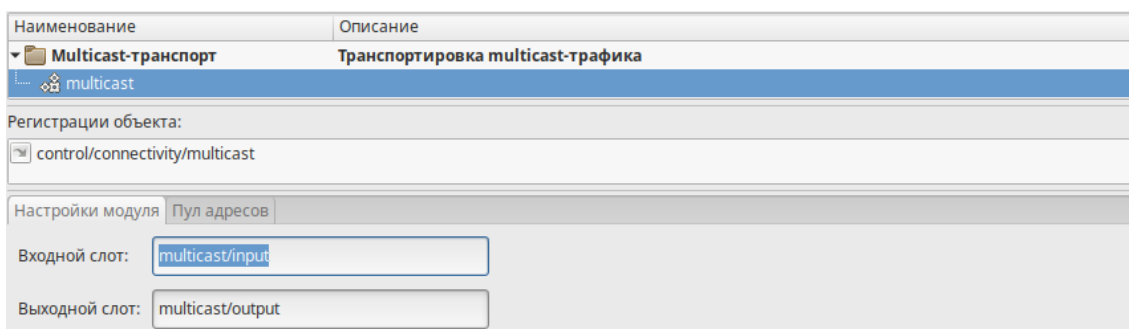 Наименование Описание
Multicast-транспорт Транспортировка multicast-трафика
multicast
Регистрации объекта:
control/connectivity/multicast
Настройки модуля Пул адресов
Входной слот: multicast/input
Выходной слот: multicast/output